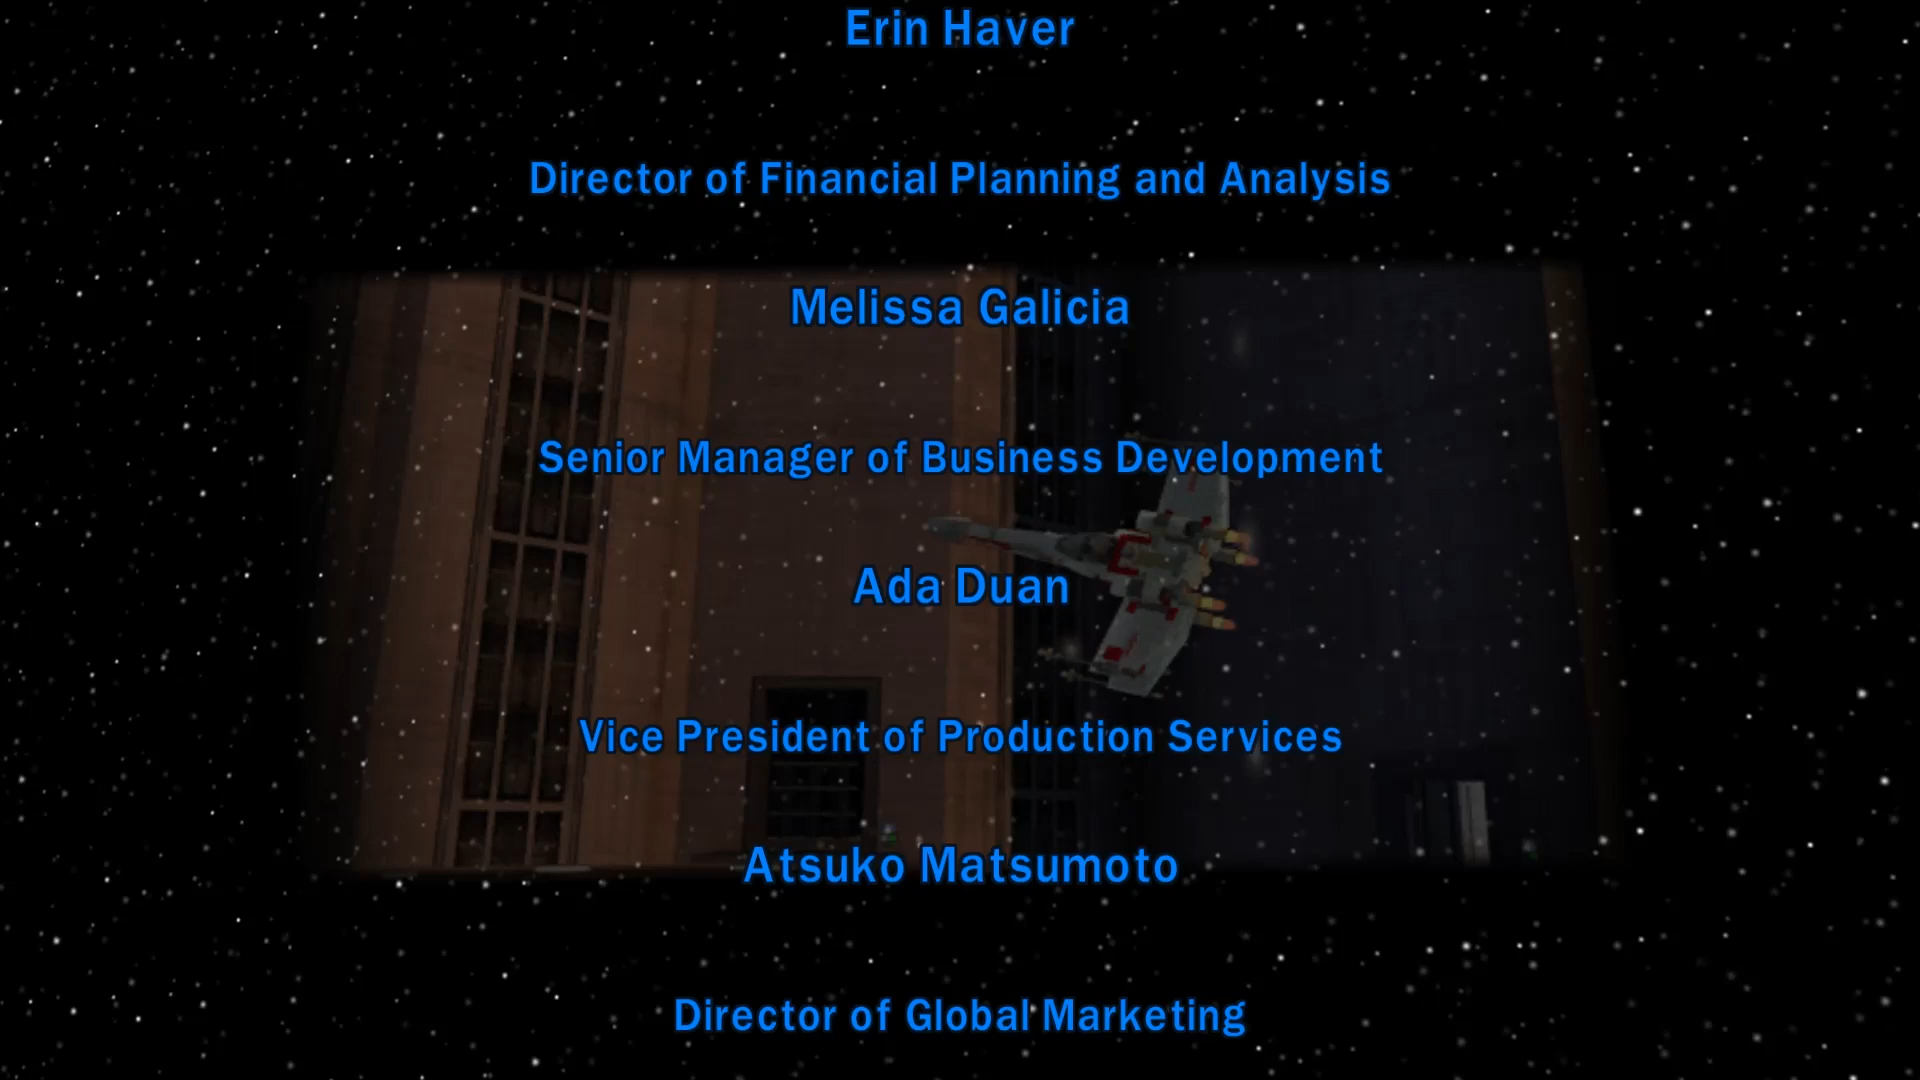 Erin Haver
Director of Financial Planning and Analysis
Melissa Galicia
Senior Manager of Business Development
Ada Duan
Vice President of Production Services
Atsuko Matsumoto
Director of Global Marketing